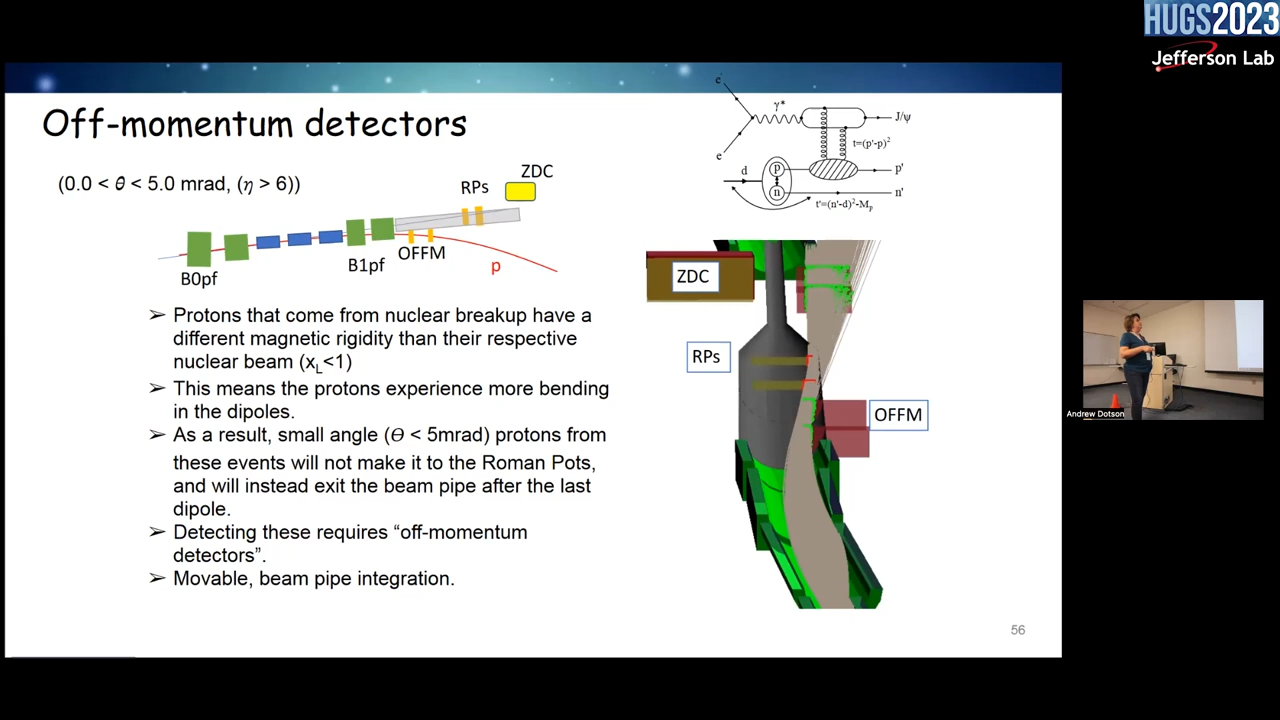 HUGS2023
Jefferson Lab
Off-momentum detectors
(0.0 < θ < 5.0 mrad, (η > 6))
ZDC
RPs
OFFM
B0pf
B1pf
p
➢ Protons that come from nuclear breakup have a
different magnetic rigidity than their respective
nuclear beam (xL<1)
➢ This means the protons experience more bending
in the dipoles.
➢ As a result, small angle (ϴ < 5mrad) protons from
these events will not make it to the Roman Pots,
and will instead exit the beam pipe after the last
dipole.
➢ Detecting these requires “off-momentum
detectors”.
➢ Movable, beam pipe integration.
e'
γ*
J/ψ
t=(p'-p)²
e
d
p
p'
n
n'
t'=(n'-d)²-Mp
ZDC
RPs
OFFM
56
Andrew Dotson